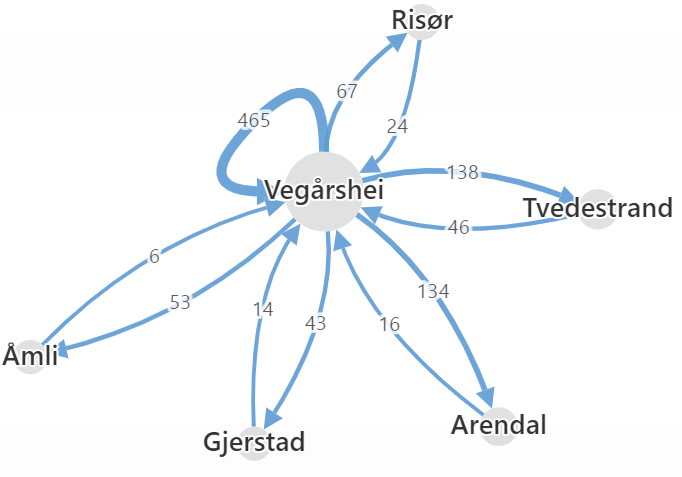 Risør
67
465
24
138
Vegårshei
Tvedestrand
46
6
134
53
14
43
16
Åmli
Arendal
Gjerstad